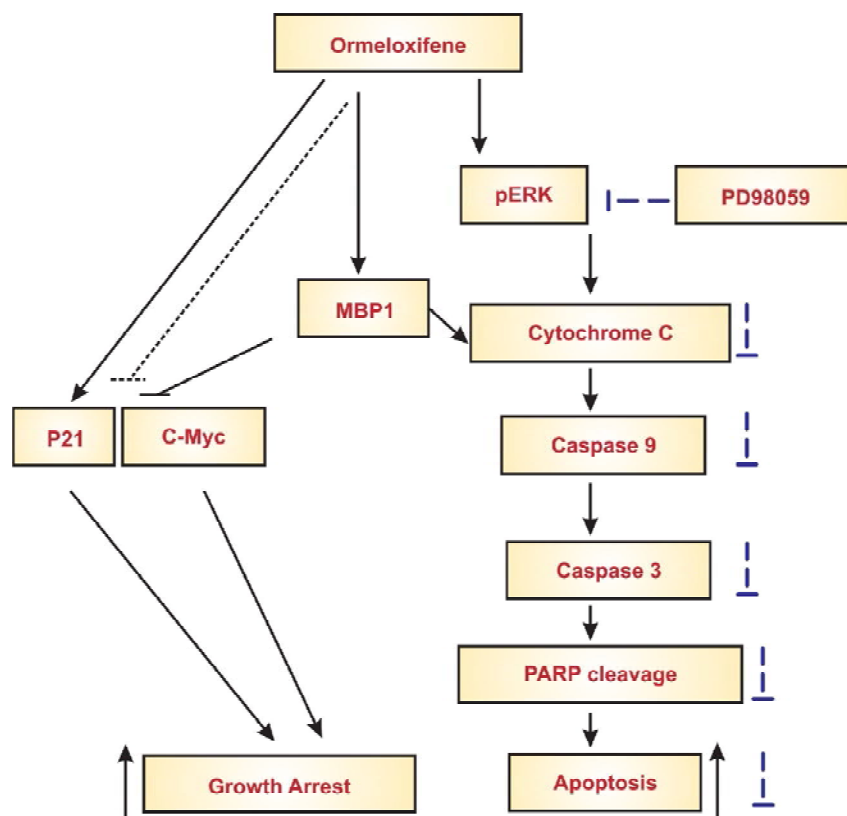 Ormeloxifene
pERK
PD98059
MBP1
Cytochrome C
P21
C-Myc
Caspase 9
Caspase 3
PARP cleavage
Growth Arrest
Apoptosis